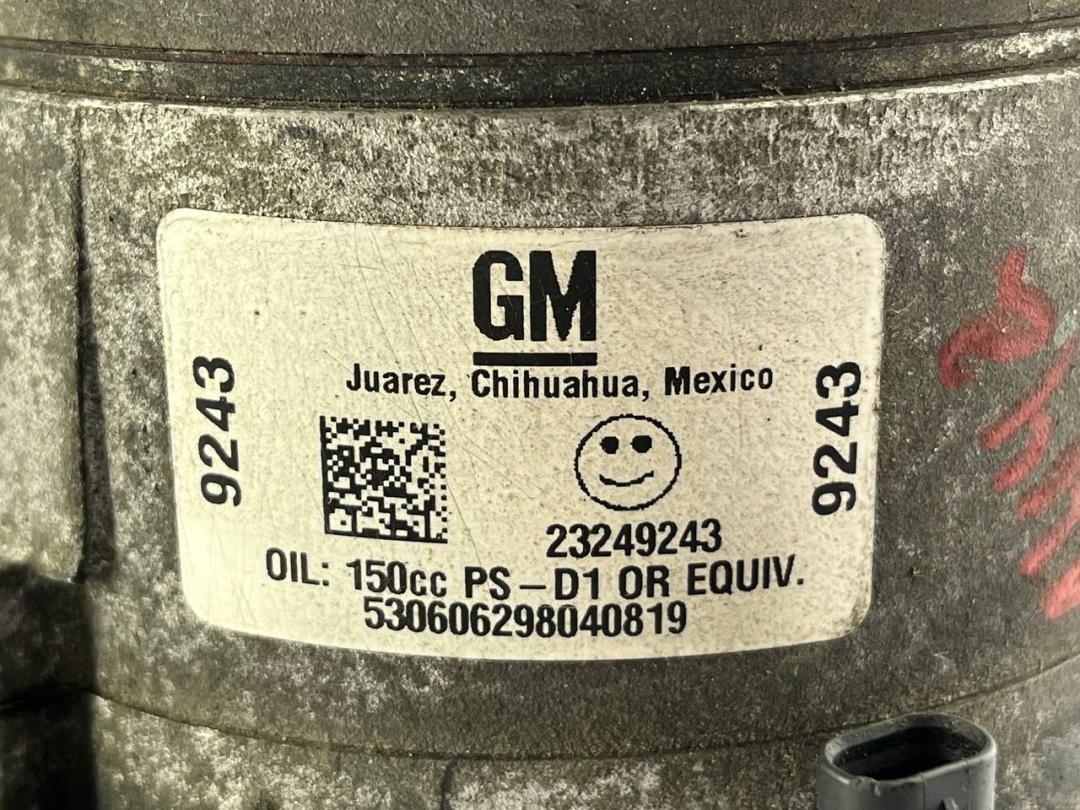 GM
Juarez, Chihuahua, Mexico
9243
9243
23249243
OIL: 150cc PS-D1 OR EQUIV.
530606298040819